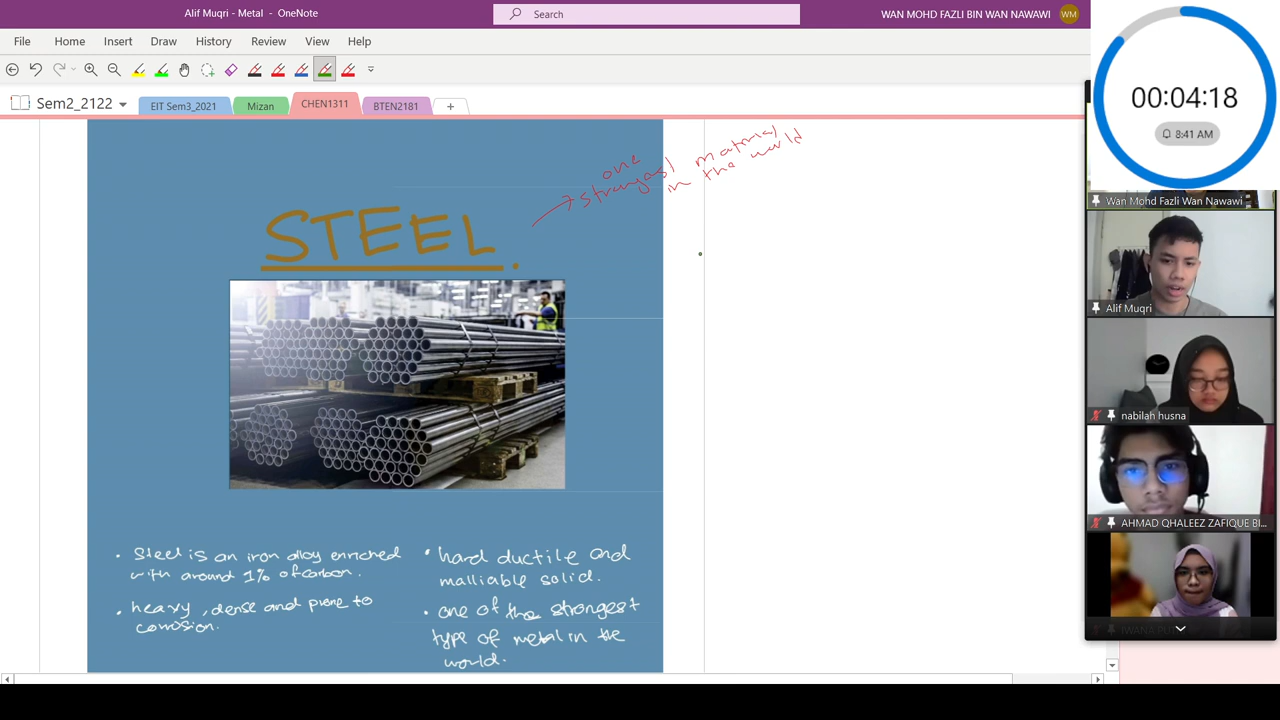 Alif Muqri - Metal - OneNote
Search
WAN MOHD FAZLI BIN WAN NAWAWI
WM
File
Home
Insert
Draw
History
Review
View
Help
Sem2_2122
EIT Sem3_2021
Mizan
CHEN1311
BTEN2181
00:04:18
8:41 AM
one
material
in the world
STEEL.
• Steel is an iron alloy enriched
with around 1% of carbon.
• heavy, dense and prone to
corrosion.
• hard ductile and
malliable solid.
• one of the strongest
type of metal in the
world.
Wan Mohd Fazli Wan Nawawi
Alif Muqri
nabilah husna
AHMAD QHALEEZ ZAFIQUE BI...